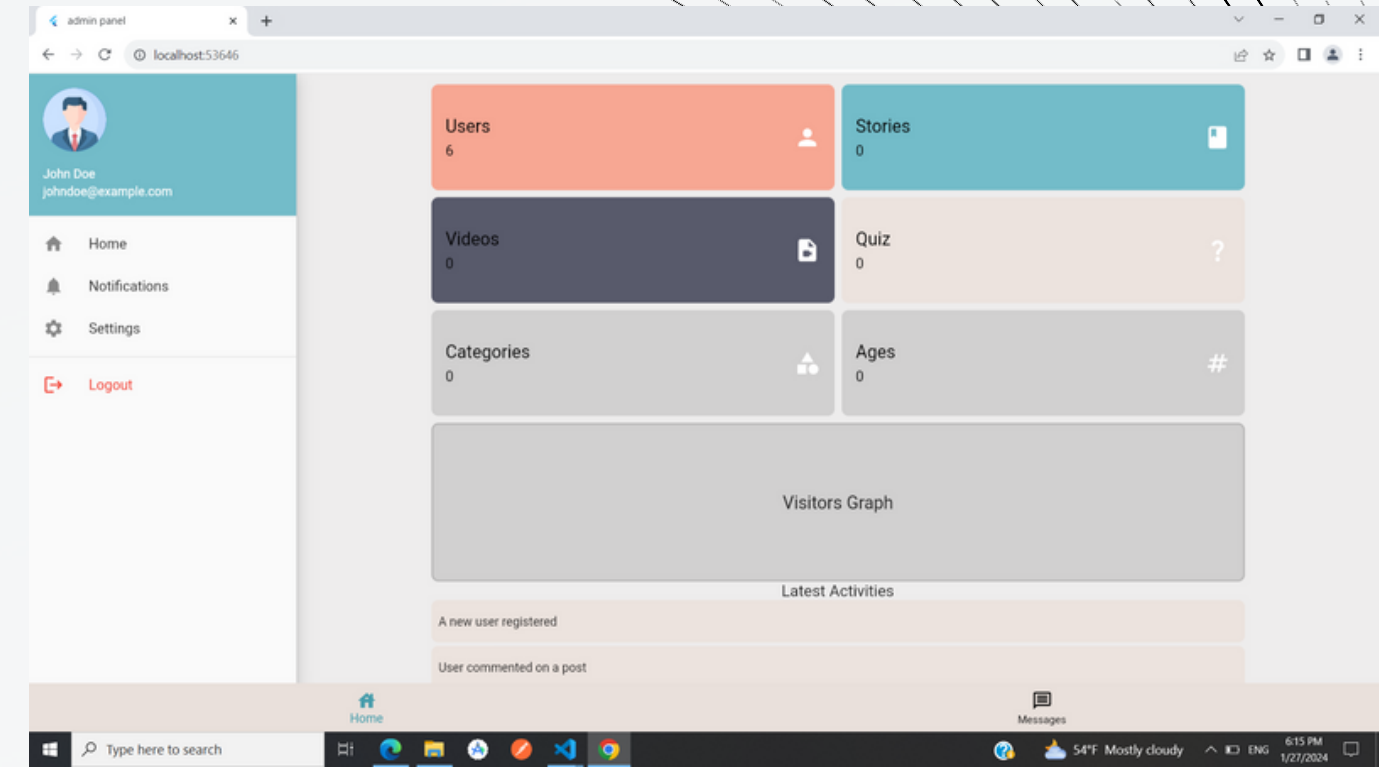 admin panel
localhost:53646
John Doe
johndoe@example.com
Home
Notifications
Settings
Logout
Users
6
Stories
0
Videos
0
Quiz
0
?
Categories
0
Ages
0
#
Visitors Graph
Latest Activities
A new user registered
User commented on a post
Home
Messages
Type here to search
54°F Mostly cloudy
ENG
6:15 PM
1/27/2024